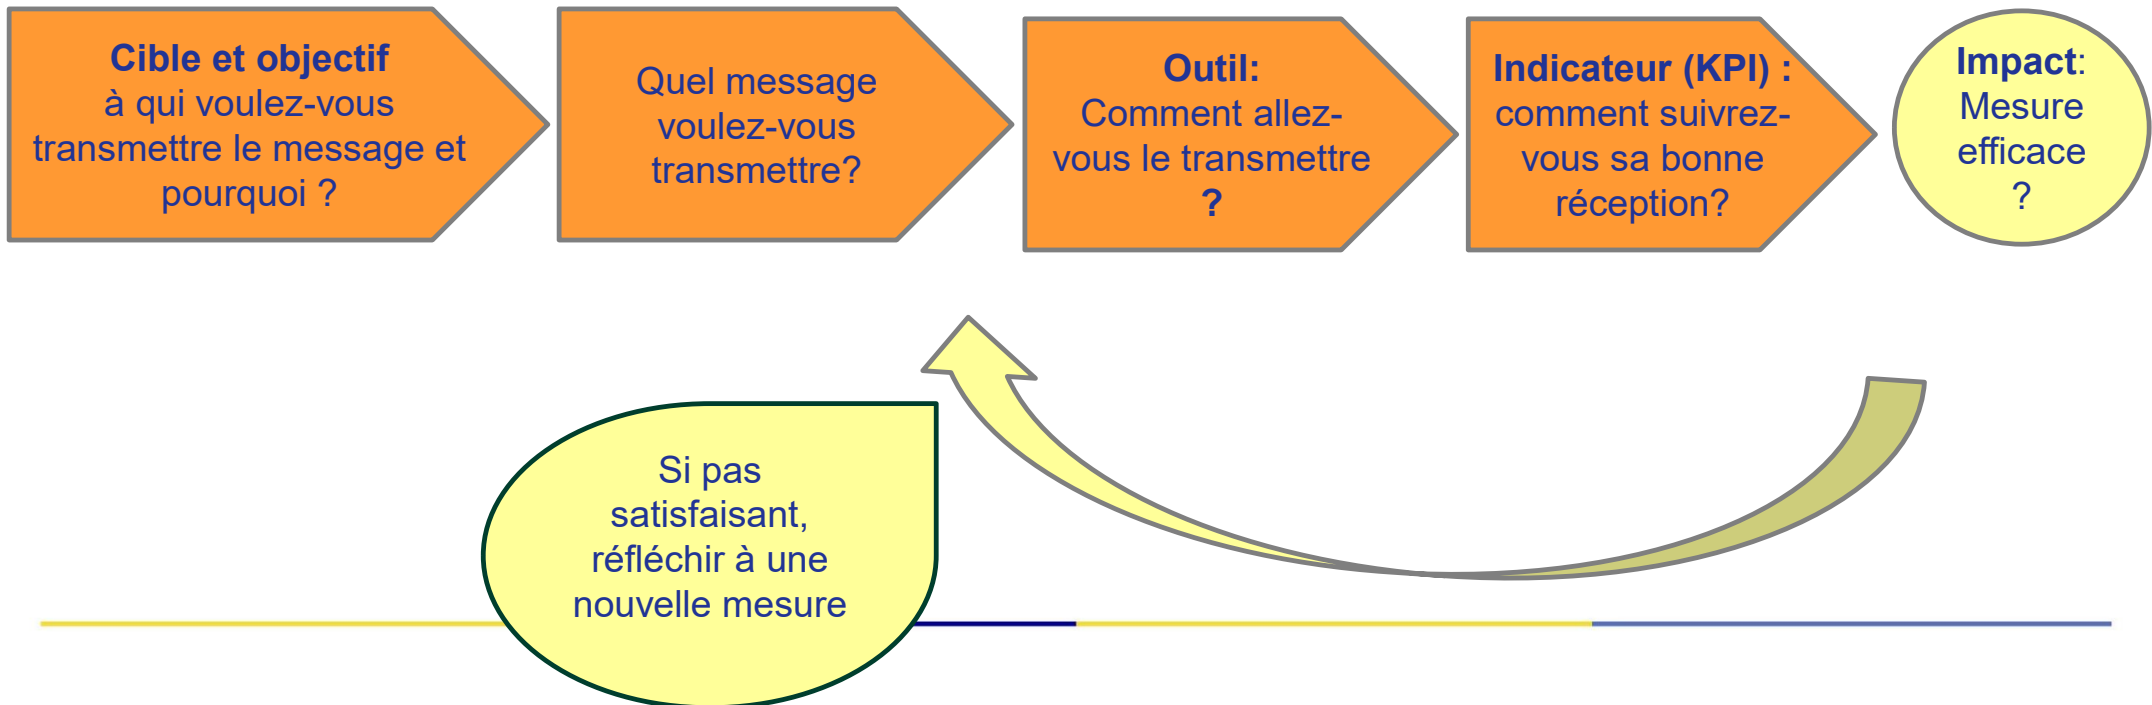 Cible et objectif
à qui voulez-vous
transmettre le message et
pourquoi ?
Quel message
voulez-vous
transmettre?
Outil:
Comment allez-
vous le transmettre
?
Indicateur (KPI) :
comment suivrez-
vous sa bonne
réception?
Impact:
Mesure
efficace
?
Si pas
satisfaisant,
réfléchir à une
nouvelle mesure